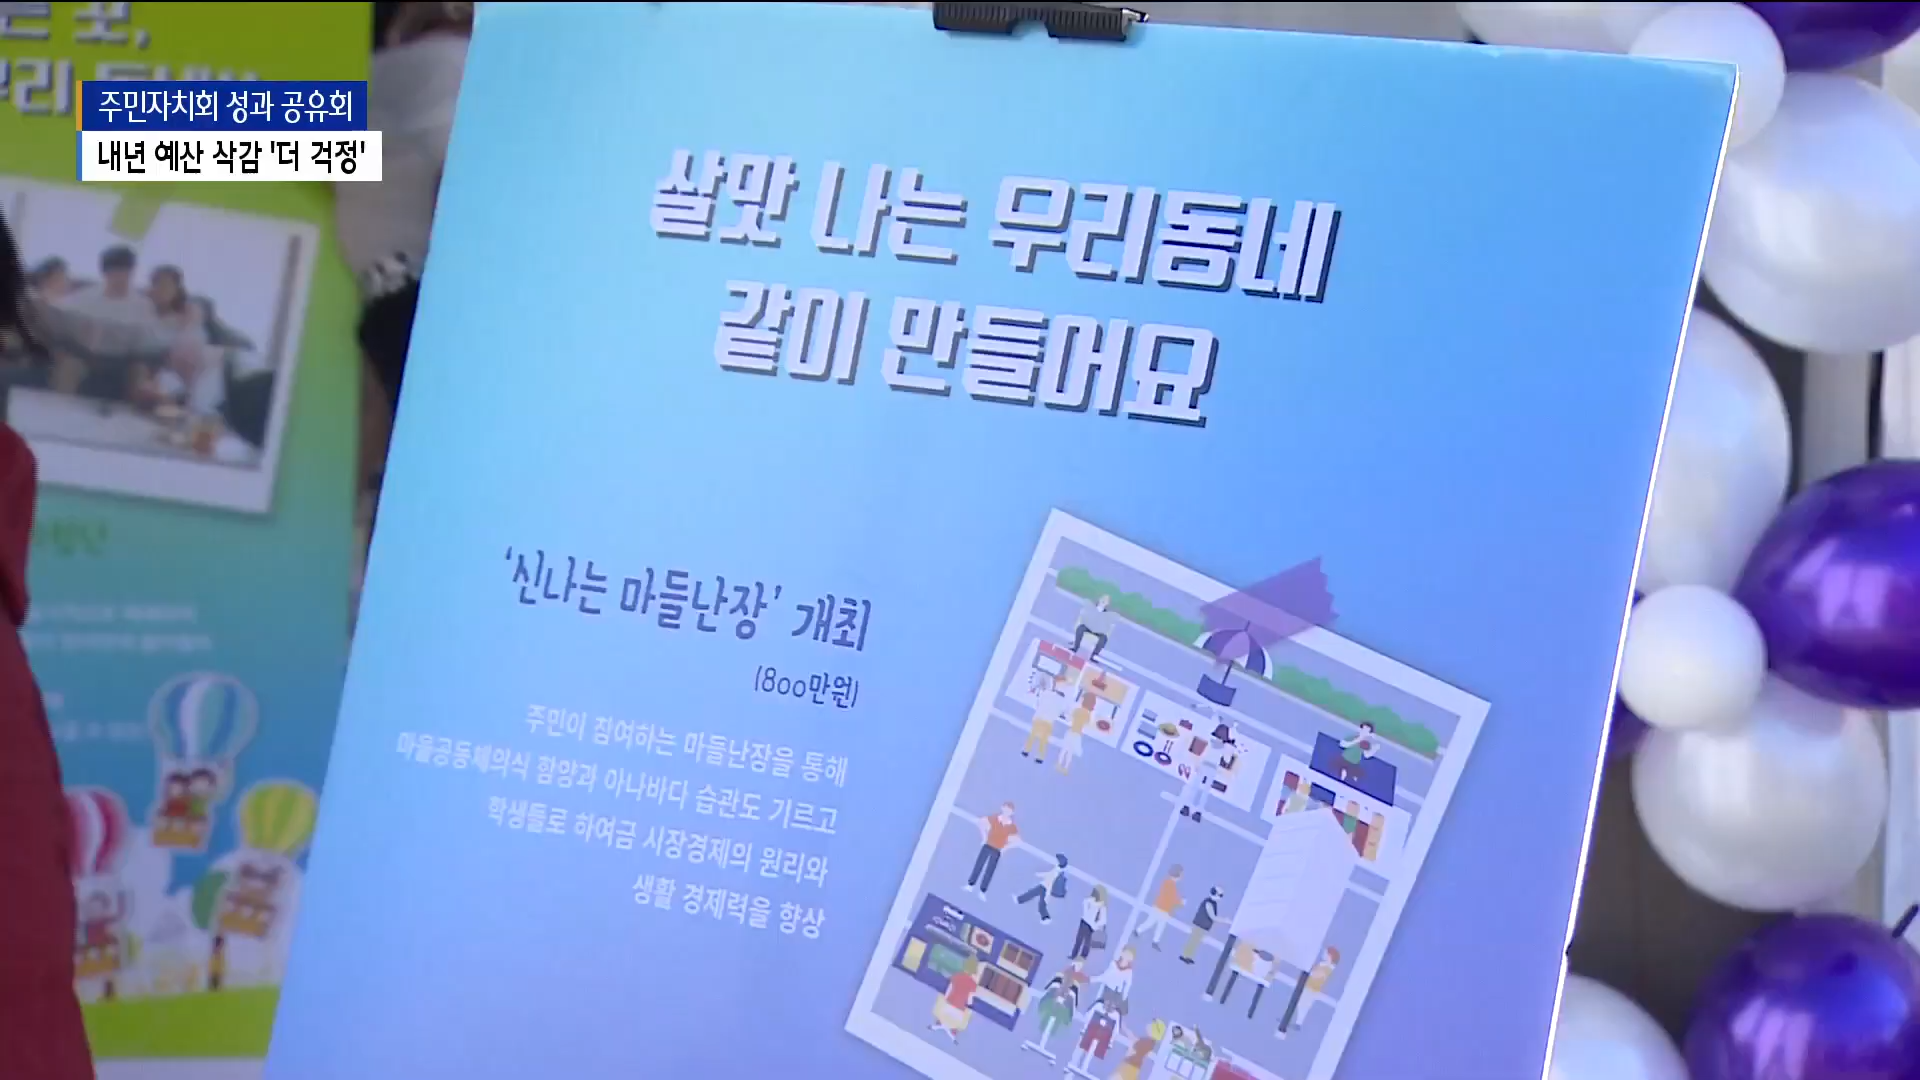 주민자치회 성과 공유회
내년 예산 삭감 '더 걱정'
살맛 나는 우리동네
같이 만들어요
'신나는 마들난장' 개최
(800만원)
주민이 참여하는 마들난장을 통해
마을공동체의식 함양과 아나바다 습관도 기르고
학생들로 하여금 시장경제의 원리와
생활 경제력을 향상